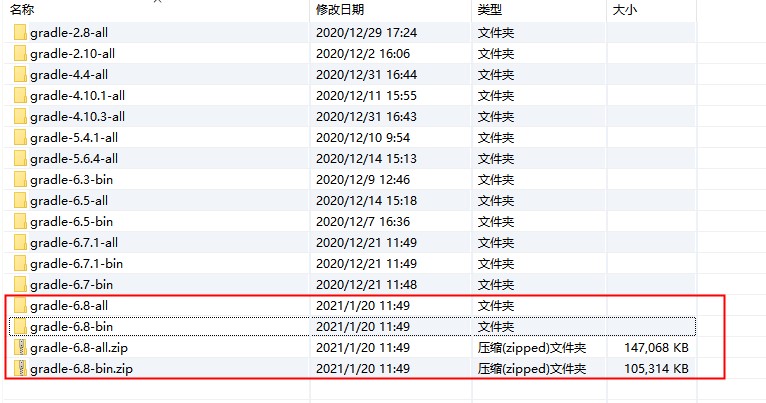 名称 修改日期 类型 大小
gradle-2.8-all 2020/12/29 17:24 文件夹
gradle-2.10-all 2020/12/2 16:06 文件夹
gradle-4.4-all 2020/12/31 16:44 文件夹
gradle-4.10.1-all 2020/12/11 15:55 文件夹
gradle-4.10.3-all 2020/12/31 16:43 文件夹
gradle-5.4.1-all 2020/12/10 9:54 文件夹
gradle-5.6.4-all 2020/12/14 15:13 文件夹
gradle-6.3-bin 2020/12/9 12:46 文件夹
gradle-6.5-all 2020/12/14 15:18 文件夹
gradle-6.5-bin 2020/12/7 16:36 文件夹
gradle-6.7.1-all 2020/12/21 11:49 文件夹
gradle-6.7.1-bin 2020/12/21 11:49 文件夹
gradle-6.7-bin 2020/12/21 11:48 文件夹
gradle-6.8-all 2021/1/20 11:49 文件夹
gradle-6.8-bin 2021/1/20 11:49 文件夹
gradle-6.8-all.zip 2021/1/20 11:49 压缩(zipped)文件夹 147,068 KB
gradle-6.8-bin.zip 2021/1/20 11:49 压缩(zipped)文件夹 105,314 KB